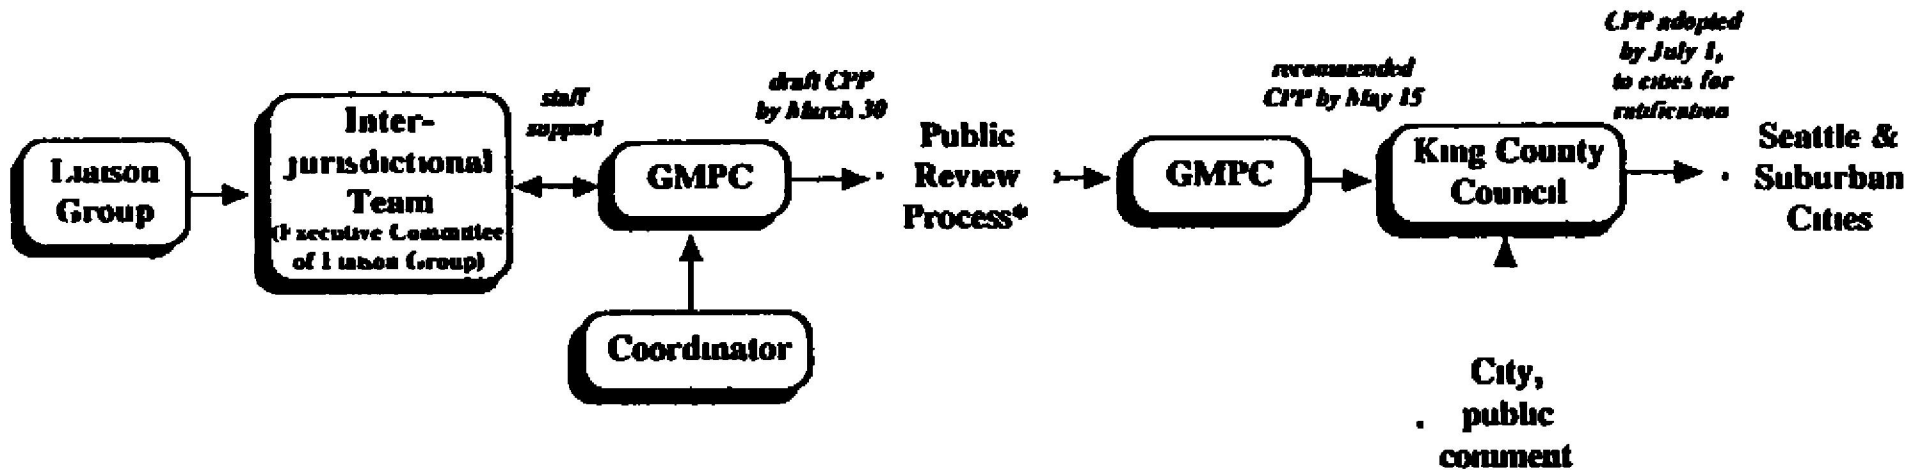 Liaison
Group
Inter-
jurisdictional
Team
(Executive Committee
of Liaison Group)
staff
support
GMPC
Coordinator
draft CPP
by March 30
Public
Review
Process*
GMPC
recommended
CPP by May 15
King County
Council
City,
public
comment
CPP adopted
by July 1,
to cities for
ratification
Seattle &
Suburban
Cities